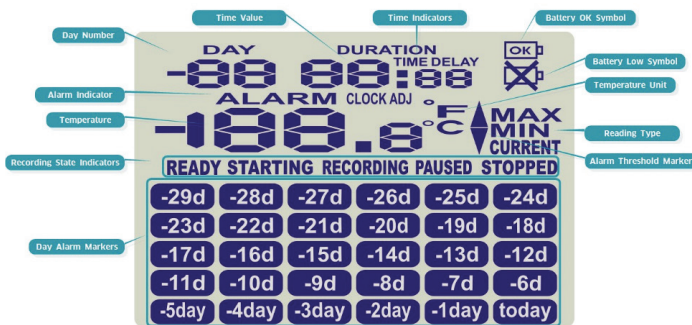 Time Value
Time Indicators
Battery OK Symbol
Day Number
DAY
DURATION
TIME DELAY
OK
-88 88:88
Battery Low Symbol
Temperature Unit
Alarm Indicator
ALARM CLOCK ADJ
Temperature
-188.8
°F
°C
MAX
MIN
CURRENT
Reading Type
Alarm Threshold Marker
Recording State Indicators
READY STARTING RECORDING PAUSED STOPPED
-29d -28d -27d -26d -25d -24d
-23d -22d -21d -20d -19d -18d
Day Alarm Markers
-17d -16d -15d -14d -13d -12d
-11d -10d -9d -8d -7d -6d
-5day -4day -3day -2day -1day today